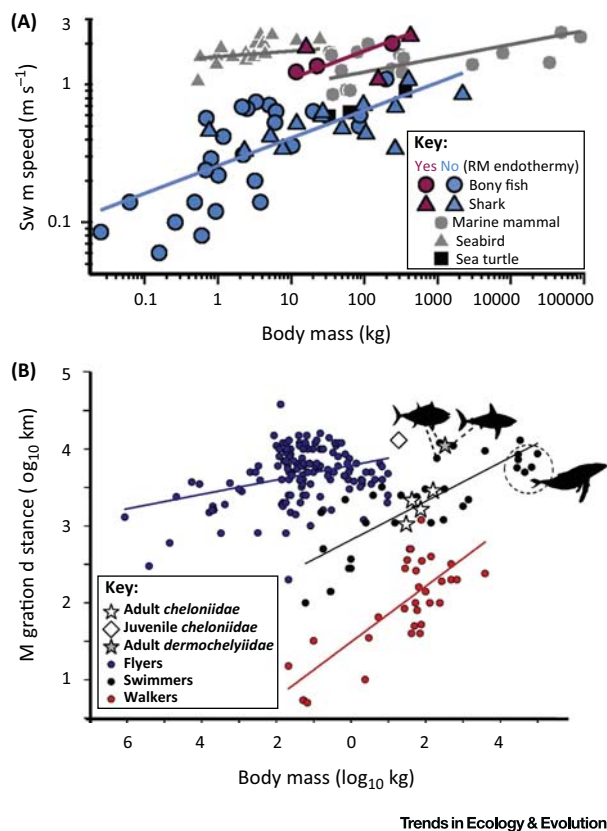 (A)
3
1
0.1
Sw m speed (m s⁻¹)
0.1 1 10 100 1000 10000 100000
Body mass (kg)
Key:
Yes No (RM endothermy)
Bony fish
Shark
Marine mammal
Seabird
Sea turtle
(B)
5
4
3
2
1
M grat on d stance ( og₁₀ km)
Key:
Adult cheloniidae
Juvenile cheloniidae
Adult dermochelyiidae
Flyers
Swimmers
Walkers
6 4 2 0 2 4
Body mass (log₁₀ kg)
Trends in Ecology & Evolution